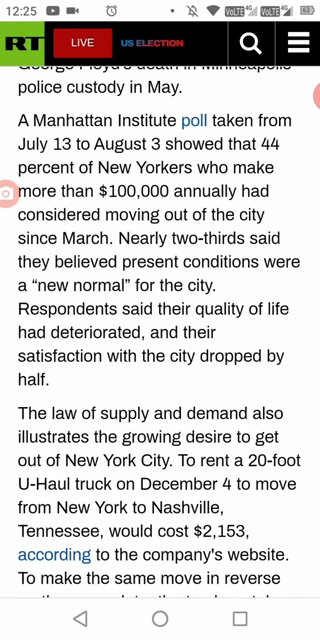 12:25
RT
LIVE
US ELECTION
George Floyd's death in Minneapolis
police custody in May.
A Manhattan Institute poll taken from
July 13 to August 3 showed that 44
percent of New Yorkers who make
more than $100,000 annually had
considered moving out of the city
since March. Nearly two-thirds said
they believed present conditions were
a “new normal” for the city.
Respondents said their quality of life
had deteriorated, and their
satisfaction with the city dropped by
half.
The law of supply and demand also
illustrates the growing desire to get
out of New York City. To rent a 20-foot
U-Haul truck on December 4 to move
from New York to Nashville,
Tennessee, would cost $2,153,
according to the company's website.
To make the same move in reverse